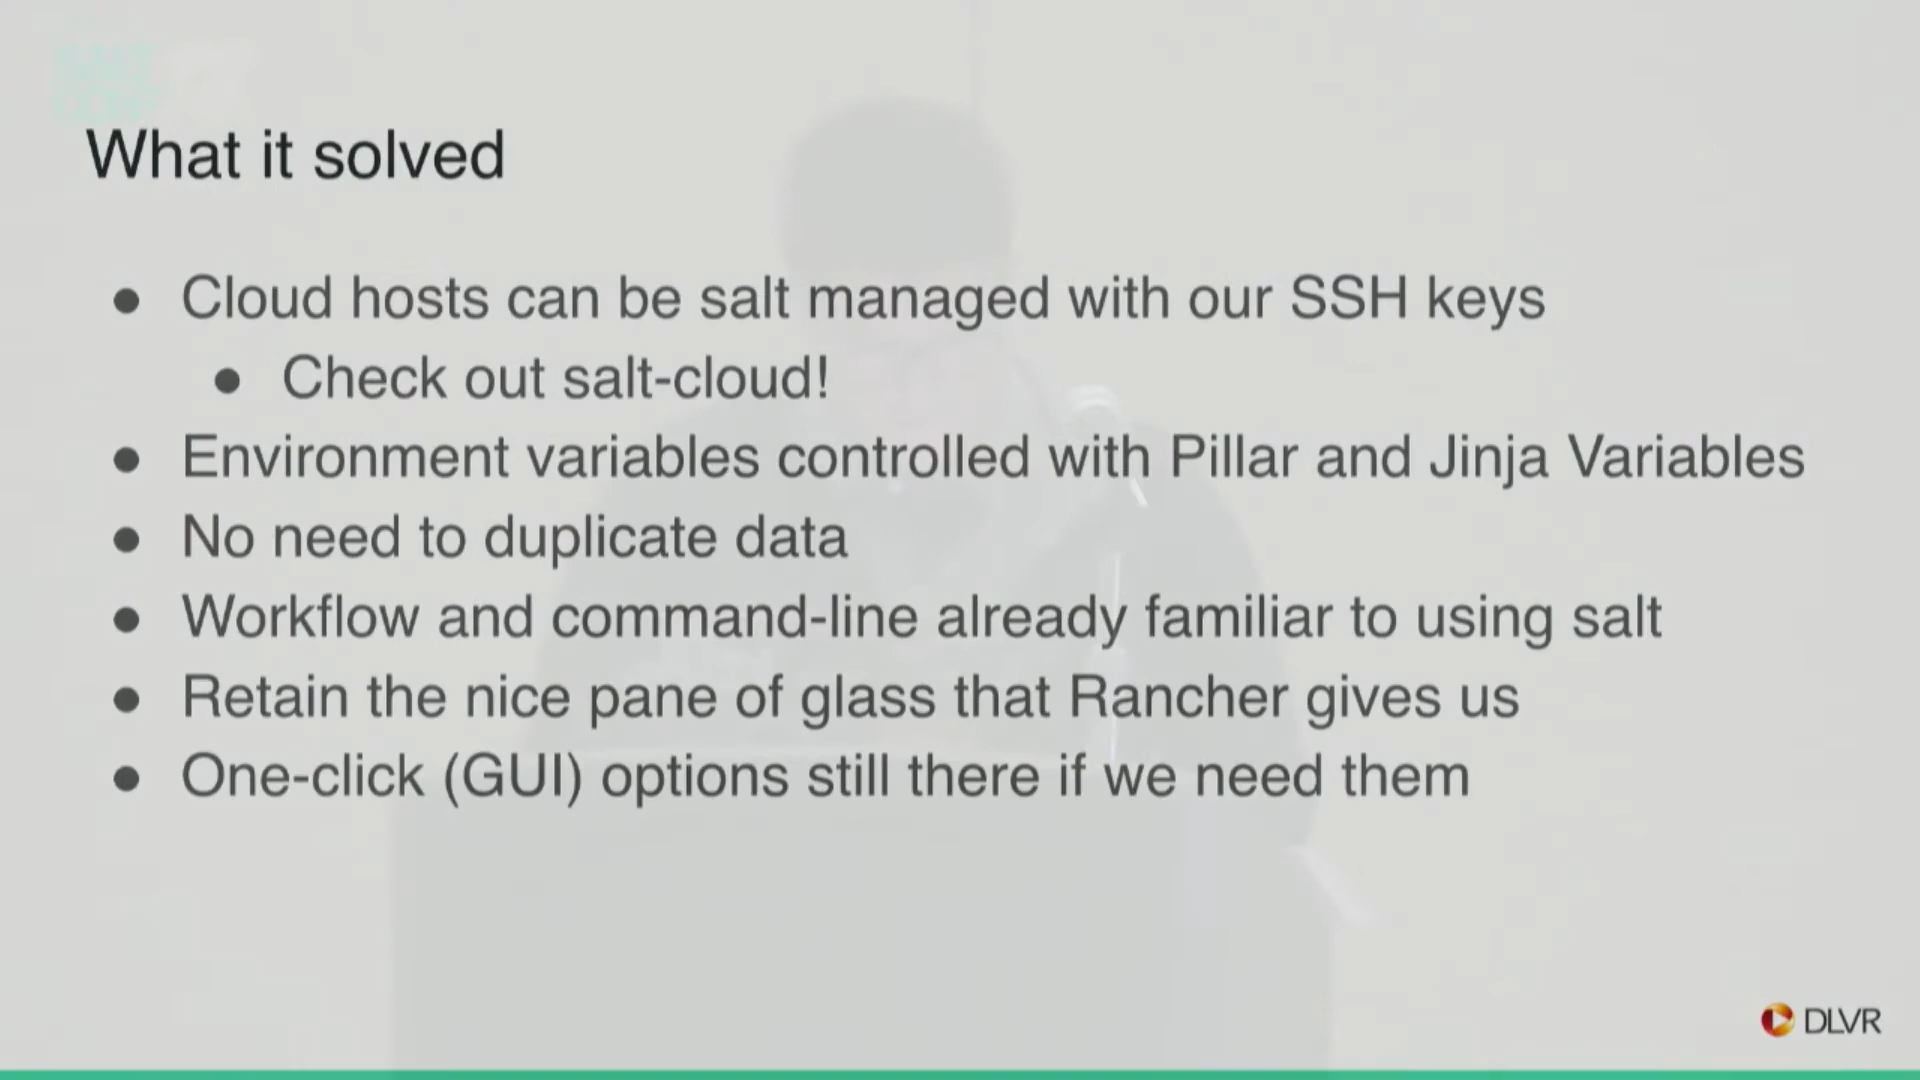 What it solved
● Cloud hosts can be salt managed with our SSH keys
● Check out salt-cloud!
● Environment variables controlled with Pillar and Jinja Variables
● No need to duplicate data
● Workflow and command-line already familiar to using salt
● Retain the nice pane of glass that Rancher gives us
● One-click (GUI) options still there if we need them
DLVR